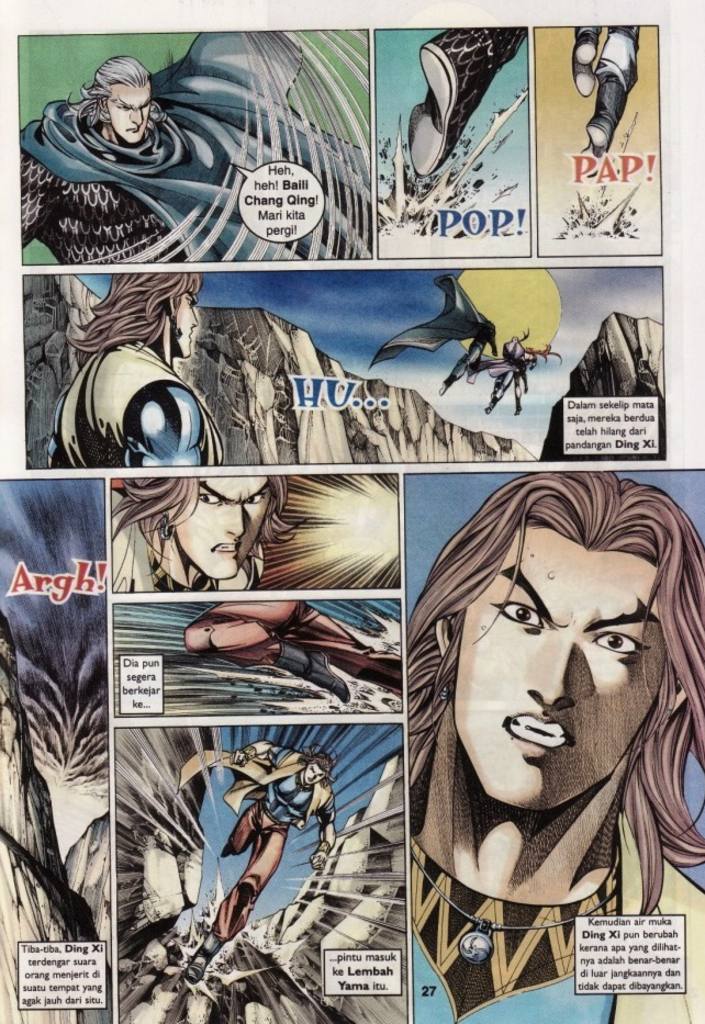 Heh,
heh! Baili
Chang Qing!
Mari kita
pergi!
POP!
PAP!
HU...
Dalam sekelip mata
saja, mereka berdua
telah hilang dari
pandangan Ding Xi.
Argh!
Tiba-tiba, Ding Xi
terdengar suara
orang menjerit di
suatu tempat yang
agak jauh dari situ.
Dia pun
segera
berkejar
ke...
...pintu masuk
ke Lembah
Yama itu.
Kemudian air muka
Ding Xi pun berubah
kerana apa yang dilihat-
nya adalah benar-benar
di luar jangkaannya dan
tidak dapat dibayangkan.
27